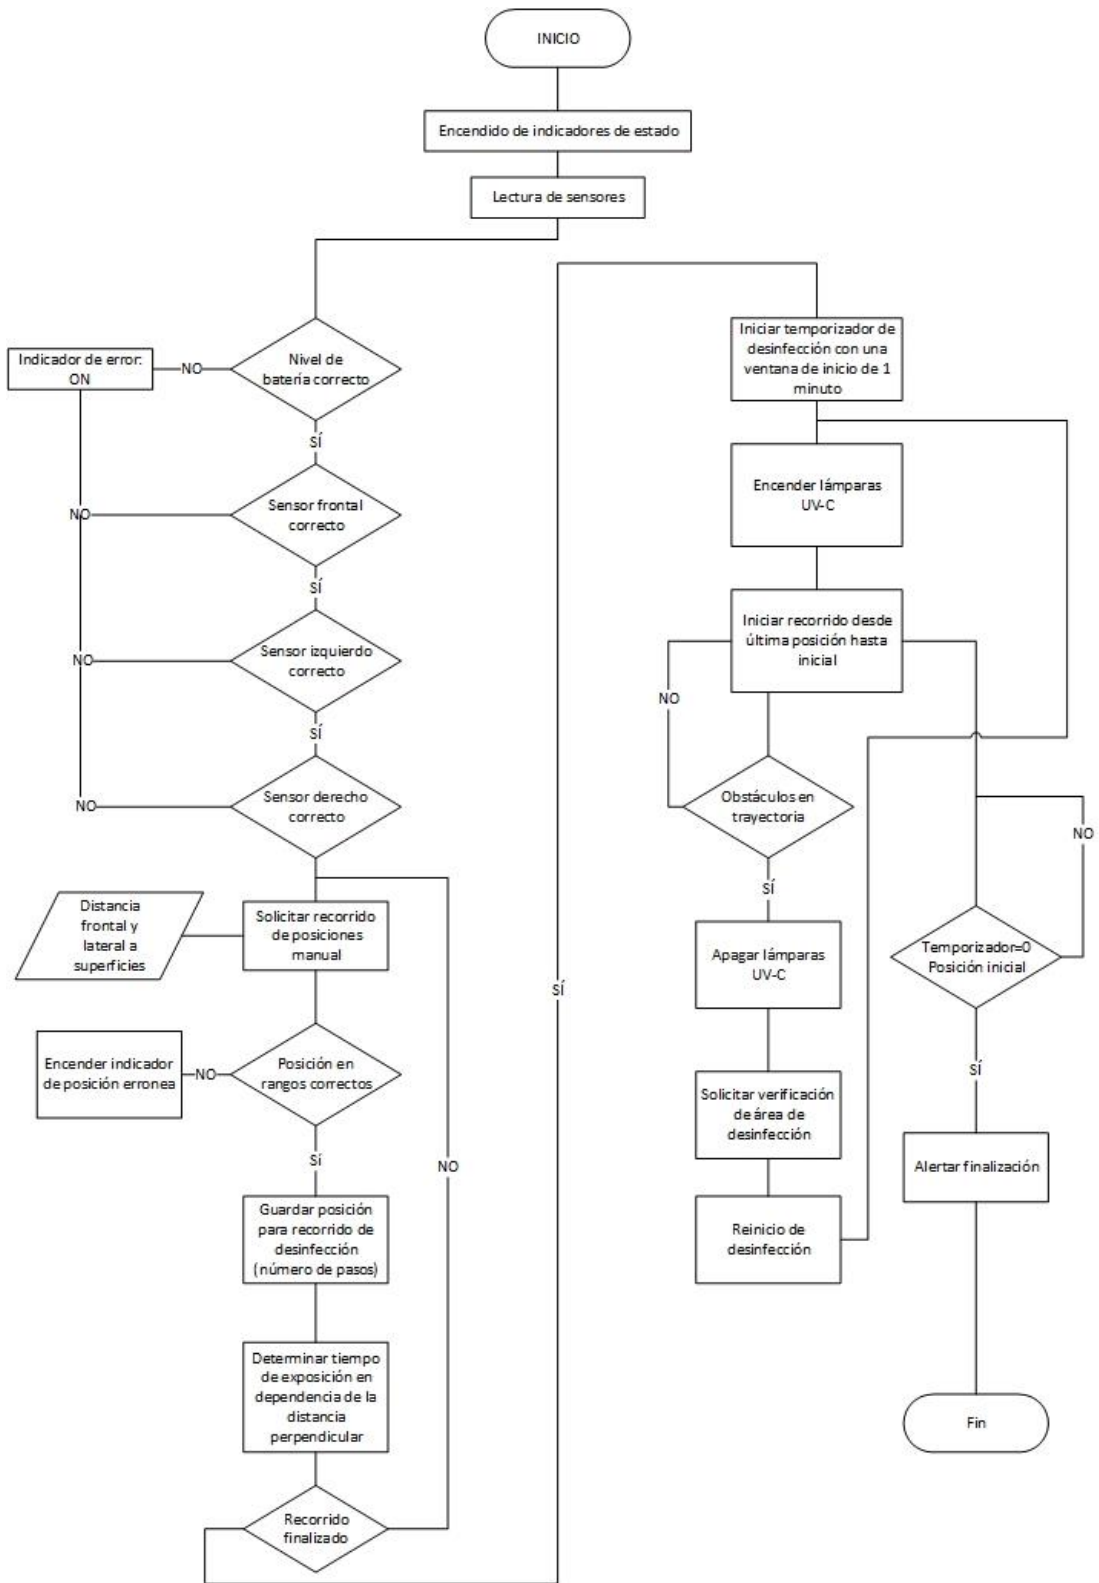 INICIO
Encendido de indicadores de estado
Lectura de sensores
Indicador de error:
ON
NO
Nivel de
batería correcto
SÍ
Sensor frontal
correcto
NO
SÍ
Sensor izquierdo
correcto
NO
SÍ
Sensor derecho
correcto
NO
Distancia
frontal y
lateral a
superficies
Solicitar recorrido
de posiciones
manual
Encender indicador
de posición erronea
NO
Posición en
rangos correctos
SÍ
NO
Guardar posición
para recorrido de
desinfección
(número de pasos)
Determinar tiempo
de exposición en
dependencia de la
distancia
perpendicular
Recorrido
finalizado
SÍ
Iniciar temporizador de
desinfección con una
ventana de inicio de 1
minuto
Encender lámparas
UV-C
Iniciar recorrido desde
última posición hasta
inicial
NO
Obstáculos en
trayectoria
SÍ
Apagar lámparas
UV-C
Solicitar verificación
de área de
desinfección
Reinicio de
desinfección
NO
Temporizador=0
Posición inicial
SÍ
Alertar finalización
Fin